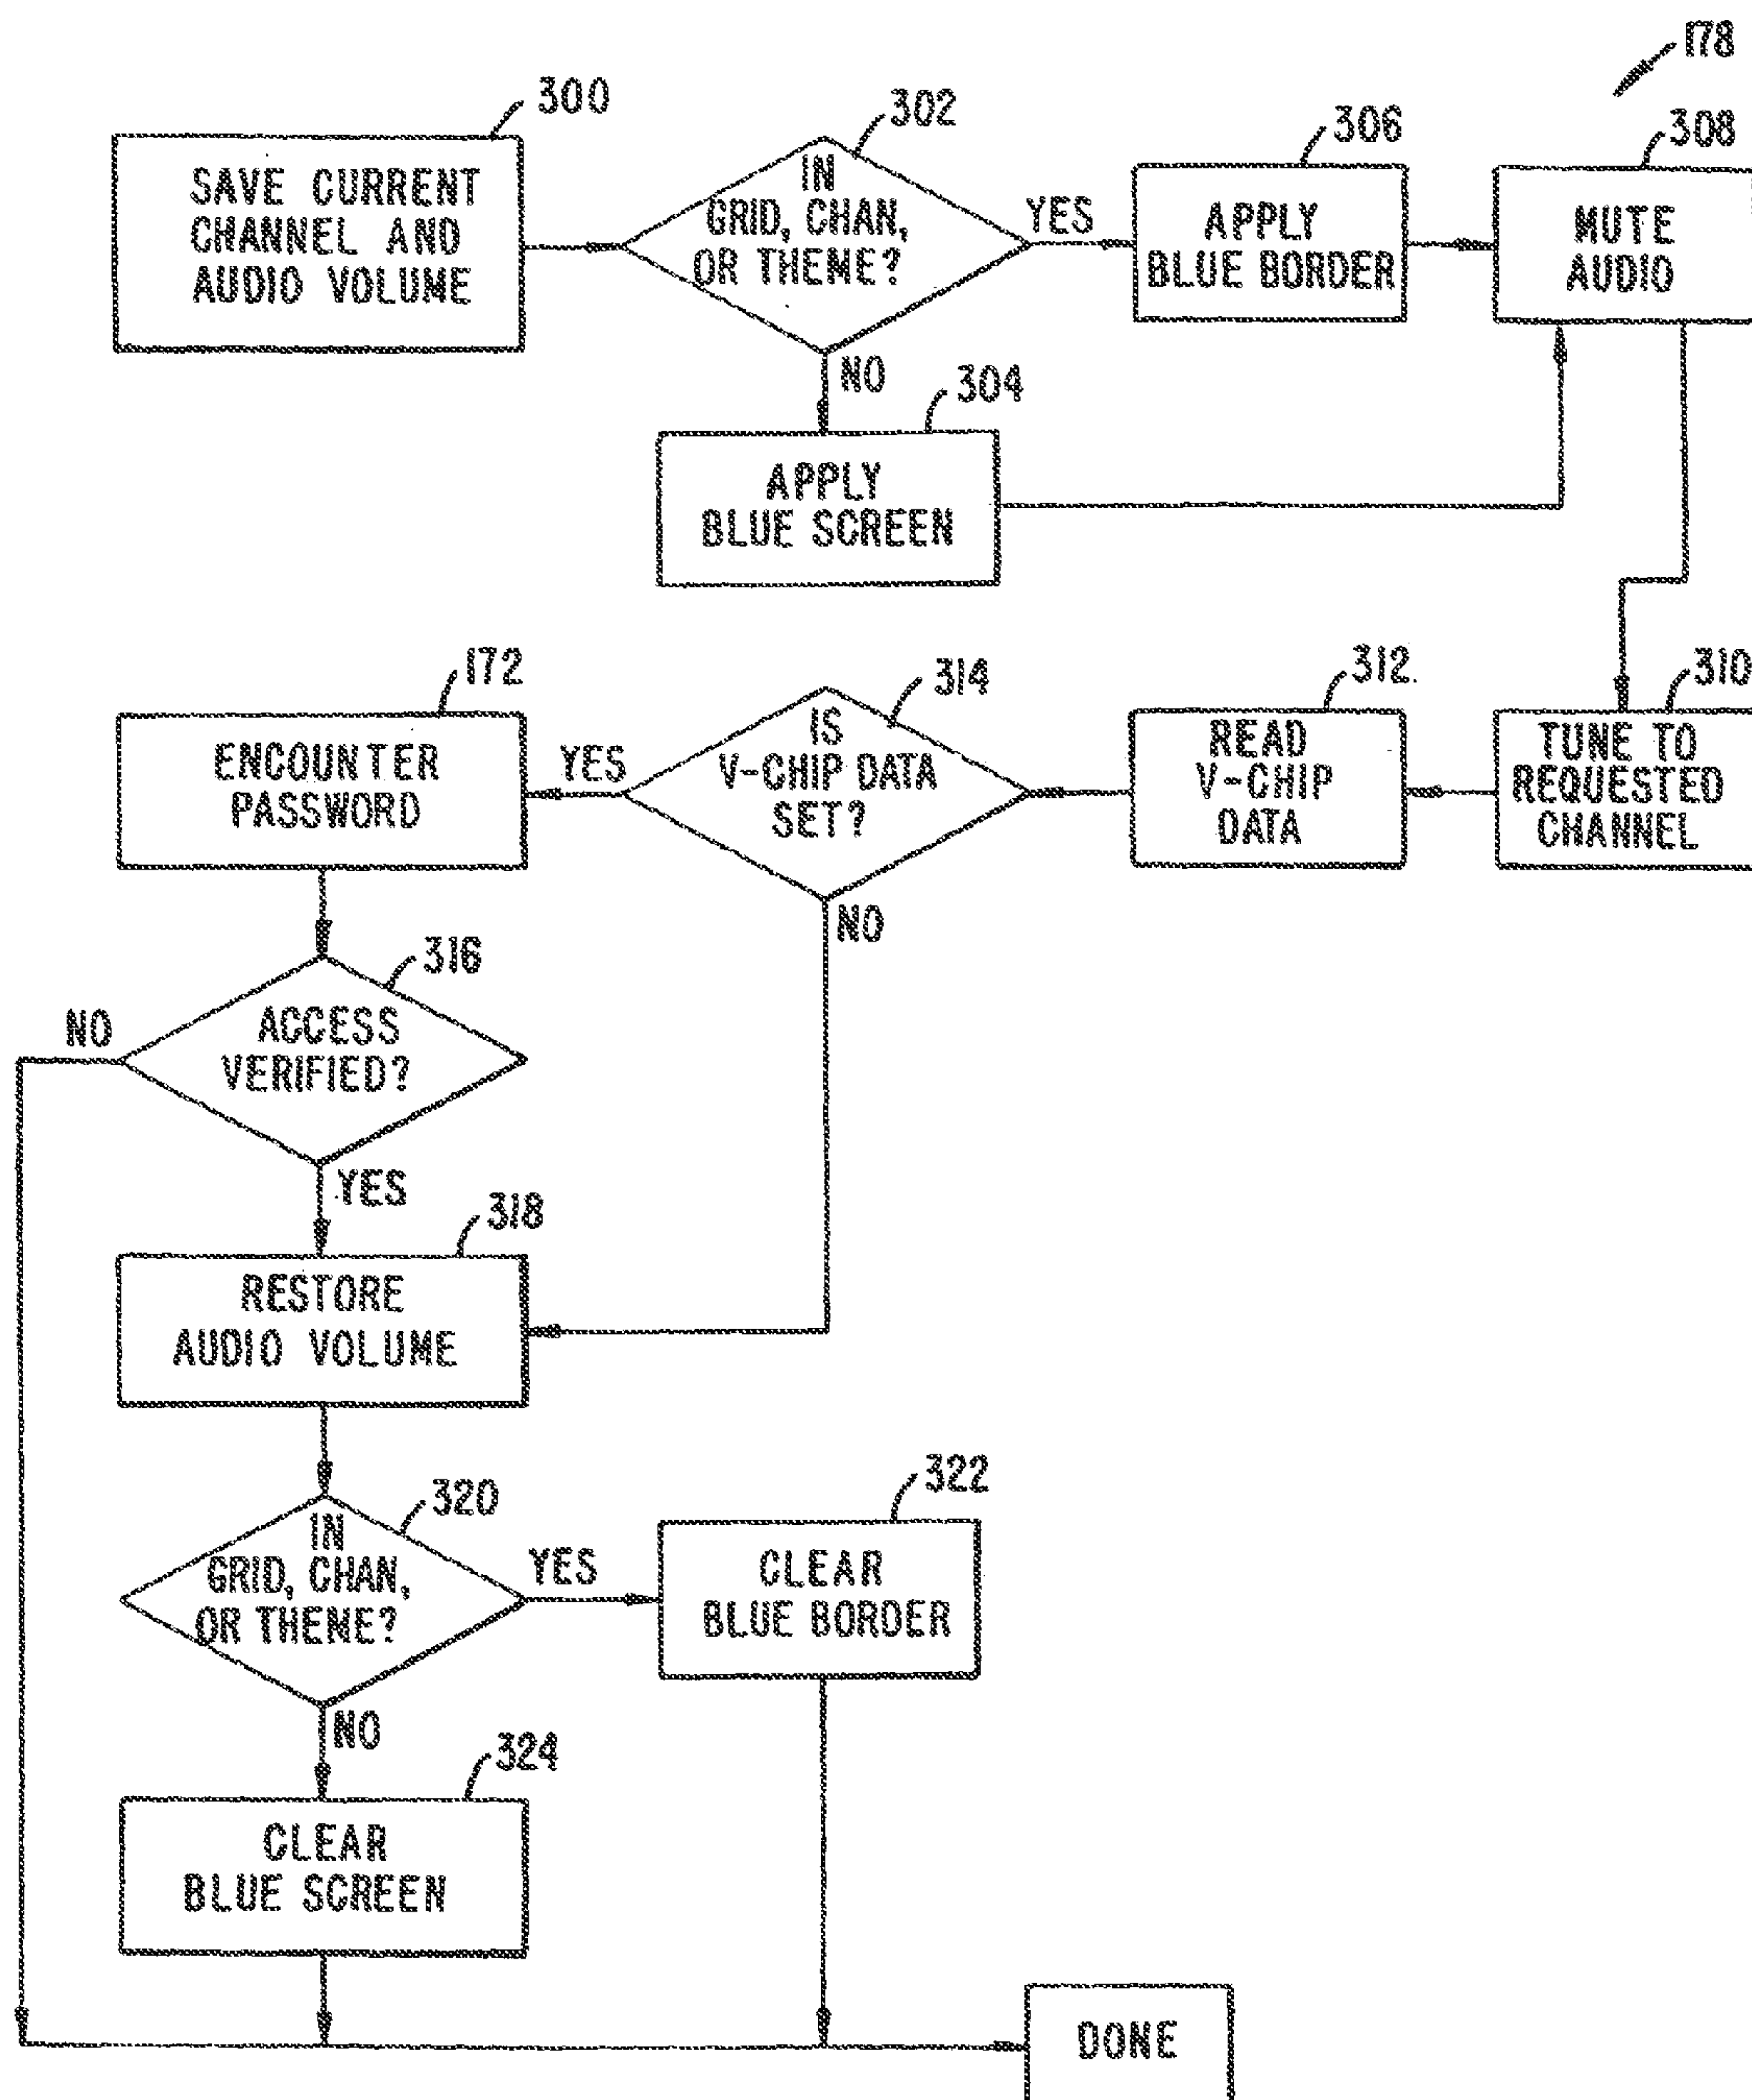 178
300
SAVE CURRENT
CHANNEL AND
AUDIO VOLUME
302
IN
GRID, CHAN,
OR THEME?
YES
NO
306
APPLY
BLUE BORDER
308
MUTE
AUDIO
304
APPLY
BLUE SCREEN
172
ENCOUNTER
PASSWORD
YES
314
IS
V-CHIP DATA
SET?
NO
312
READ
V-CHIP
DATA
310
TUNE TO
REQUESTED
CHANNEL
316
NO
ACCESS
VERIFIED?
YES
318
RESTORE
AUDIO VOLUME
320
IN
GRID, CHAN,
OR THEME?
YES
NO
322
CLEAR
BLUE BORDER
324
CLEAR
BLUE SCREEN
DONE